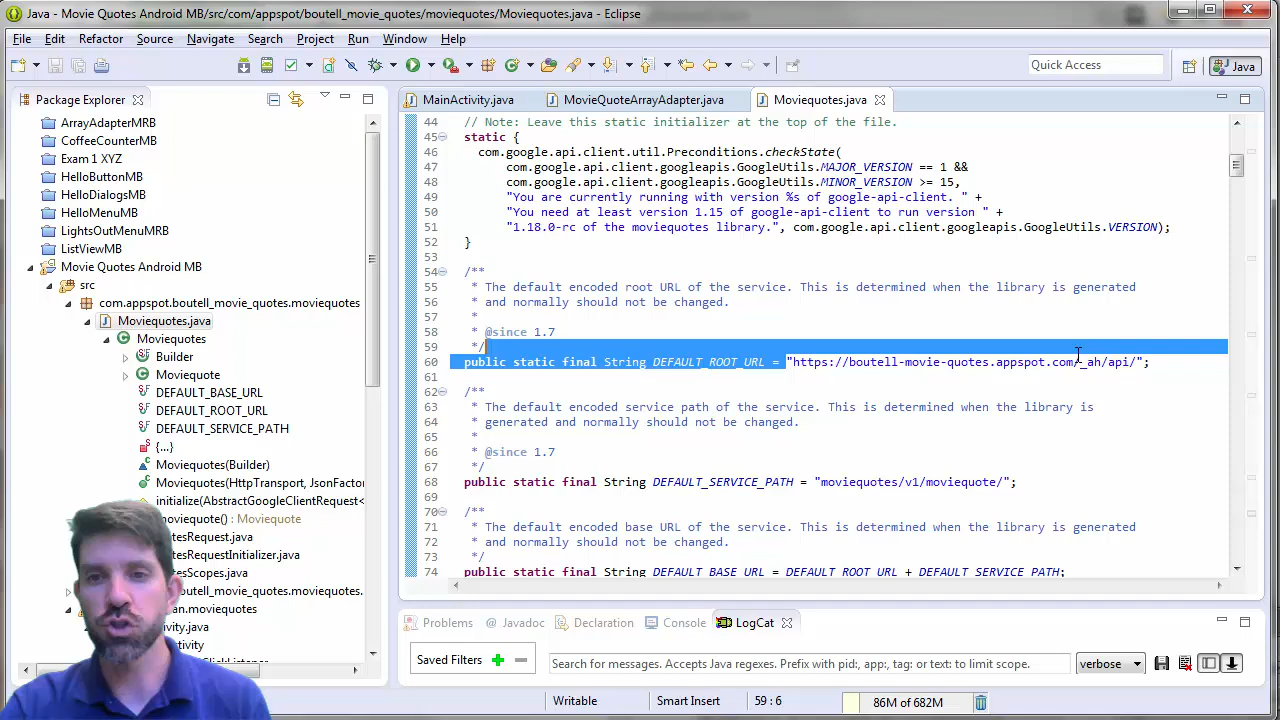 Java - Movie Quotes Android MB/src/com/appspot/boutell_movie_quotes/moviequotes/Moviequotes.java - Eclipse
File Edit Refactor Source Navigate Search Project Run Window Help
Quick Access
Java
Package Explorer
MainActivity.java
MovieQuoteArrayAdapter.java
Moviequotes.java
ArrayAdapterMRB
CoffeeCounterMB
Exam 1 XYZ
HelloButtonMB
HelloDialogsMB
HelloMenuMB
LightsOutMenuMB
ListViewMB
Movie Quotes Android MB
src
com.appspot.boutell_movie_quotes.moviequotes
Moviequotes.java
Moviequotes
Builder
Moviequote
DEFAULT_BASE_URL
DEFAULT_ROOT_URL
DEFAULT_SERVICE_PATH
{...}
Moviequotes(Builder)
Moviequotes(HttpTransport, JsonFactor
initialize(AbstractGoogleClientRequest<
moviequote() : Moviequote
tesRequest.java
tesRequestInitializer.java
tesScopes.java
boutell_movie_quotes.moviequotes.
an.moviequotes
ivity.java
tivity
44 // Note: Leave this static initializer at the top of the file.
45 static {
46 com.google.api.client.util.Preconditions.checkState(
47 com.google.api.client.googleapis.GoogleUtils.MAJOR_VERSION == 1 &&
48 com.google.api.client.googleapis.GoogleUtils.MINOR_VERSION >= 15,
49 "You are currently running with version %s of google-api-client. " +
50 "You need at least version 1.15 of google-api-client to run version " +
51 "1.18.0-rc of the moviequotes library.", com.google.api.client.googleapis.GoogleUtils.VERSION);
52 }
53
54 /**
55 * The default encoded root URL of the service. This is determined when the library is generated
56 * and normally should not be changed.
57 *
58 * @since 1.7
59 */
60 public static final String DEFAULT_ROOT_URL = "https://boutell-movie-quotes.appspot.com/_ah/api/";
61
62 /**
63 * The default encoded service path of the service. This is determined when the library is
64 * generated and normally should not be changed.
65 *
66 * @since 1.7
67 */
68 public static final String DEFAULT_SERVICE_PATH = "moviequotes/v1/moviequote/";
69
70 /**
71 * The default encoded base URL of the service. This is determined when the library is generated
72 * and normally should not be changed.
73 */
74 public static final String DEFAULT_BASE_URL = DEFAULT_ROOT_URL + DEFAULT_SERVICE_PATH;
Problems @ Javadoc Declaration Console LogCat
Saved Filters
Search for messages. Accepts Java regexes. Prefix with pid:, app:, tag: or text: to limit scope.
verbose
Writable
Smart Insert
59 : 6
86M of 682M